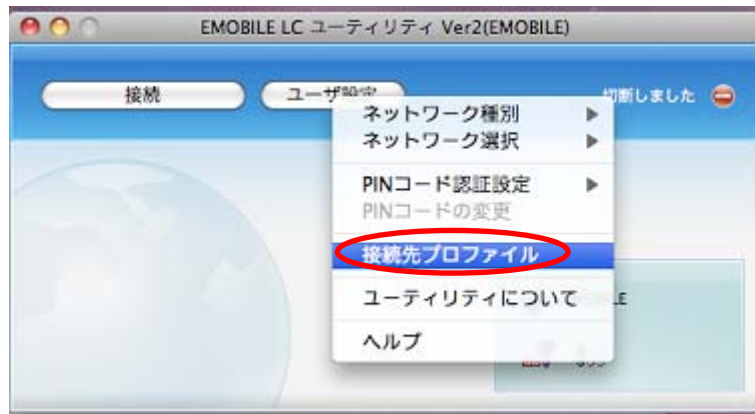 EMOBILE LC ユーティリティ Ver2(EMOBILE)
接続
ユーザ設定
切断しました
ネットワーク種別
ネットワーク選択
PINコード認証設定
PINコードの変更
接続先プロファイル
ユーティリティについて
ヘルプ